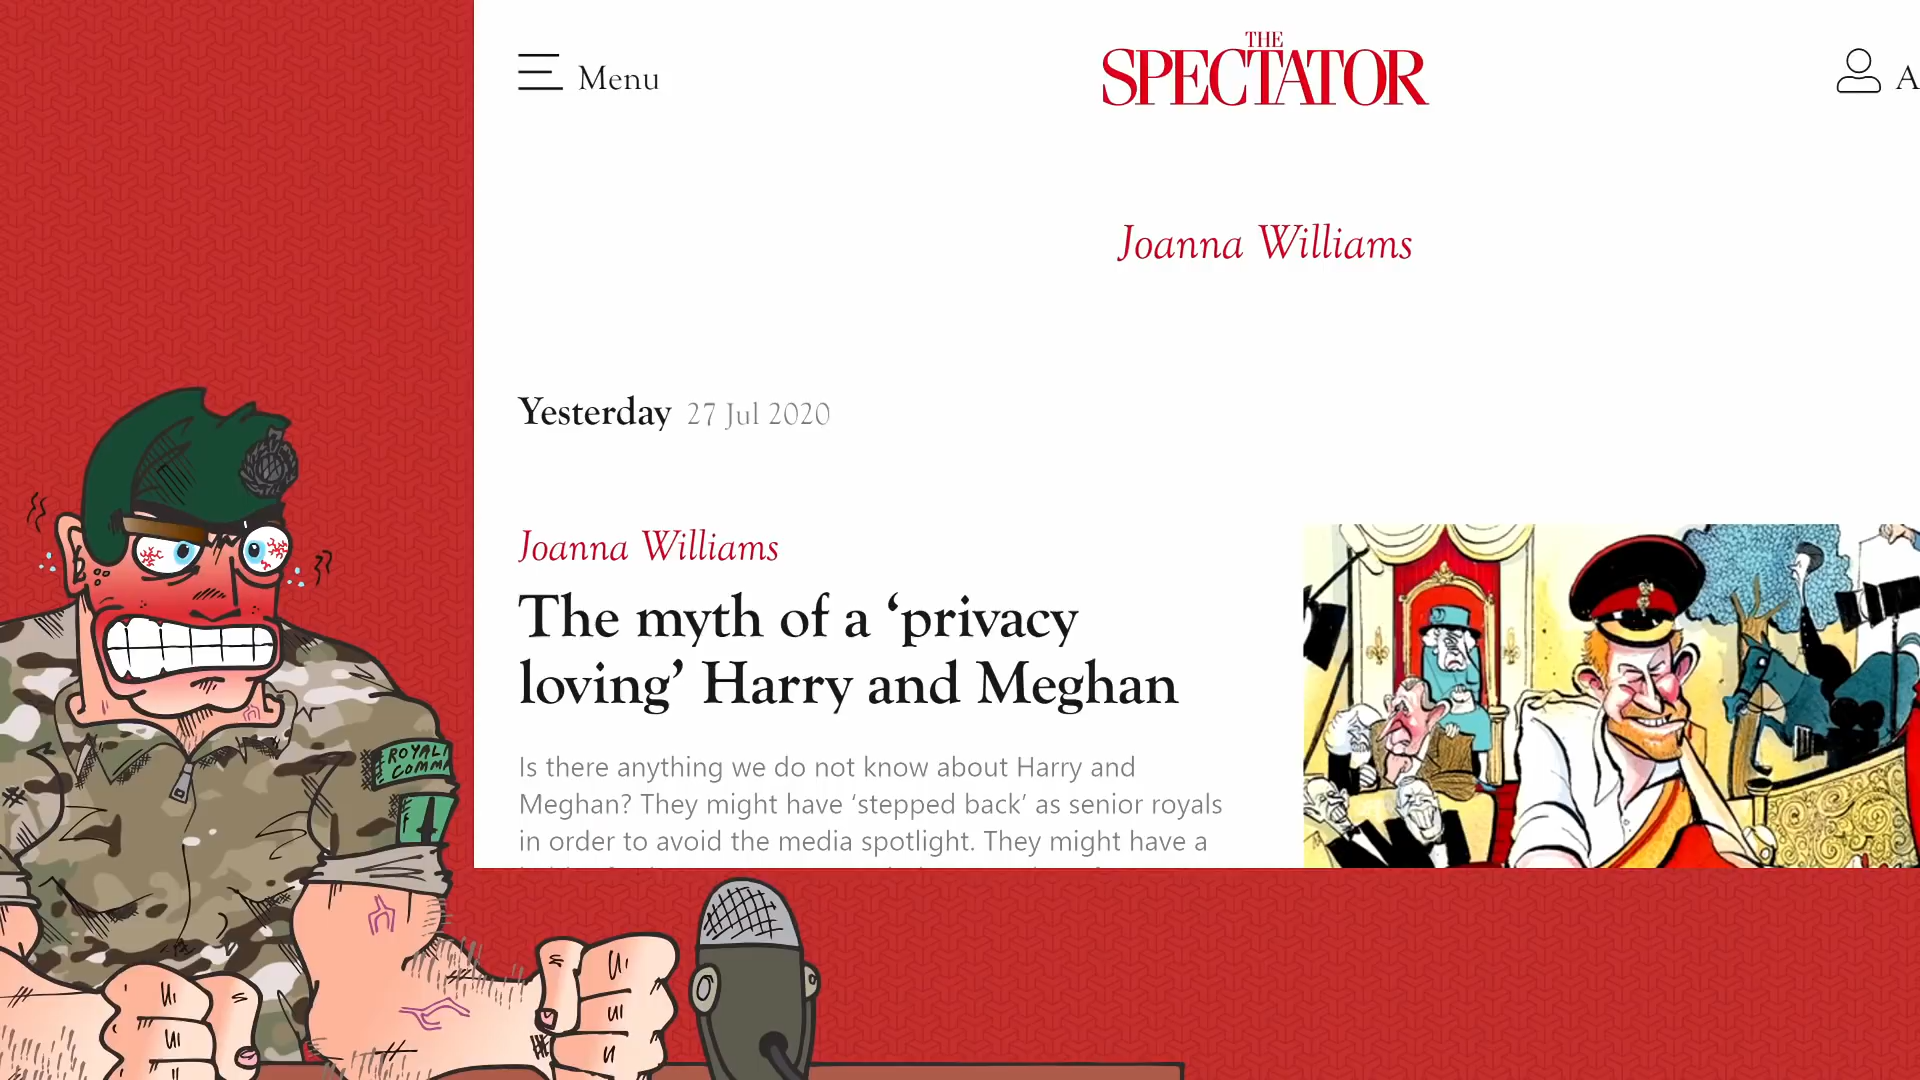 Menu
THE
SPECTATOR
A
Joanna Williams
Yesterday 27 Jul 2020
Joanna Williams
The myth of a ‘privacy
loving’ Harry and Meghan
Is there anything we do not know about Harry and
Meghan? They might have ‘stepped back’ as senior royals
in order to avoid the media spotlight. They might have a
ROYAL
COMMA